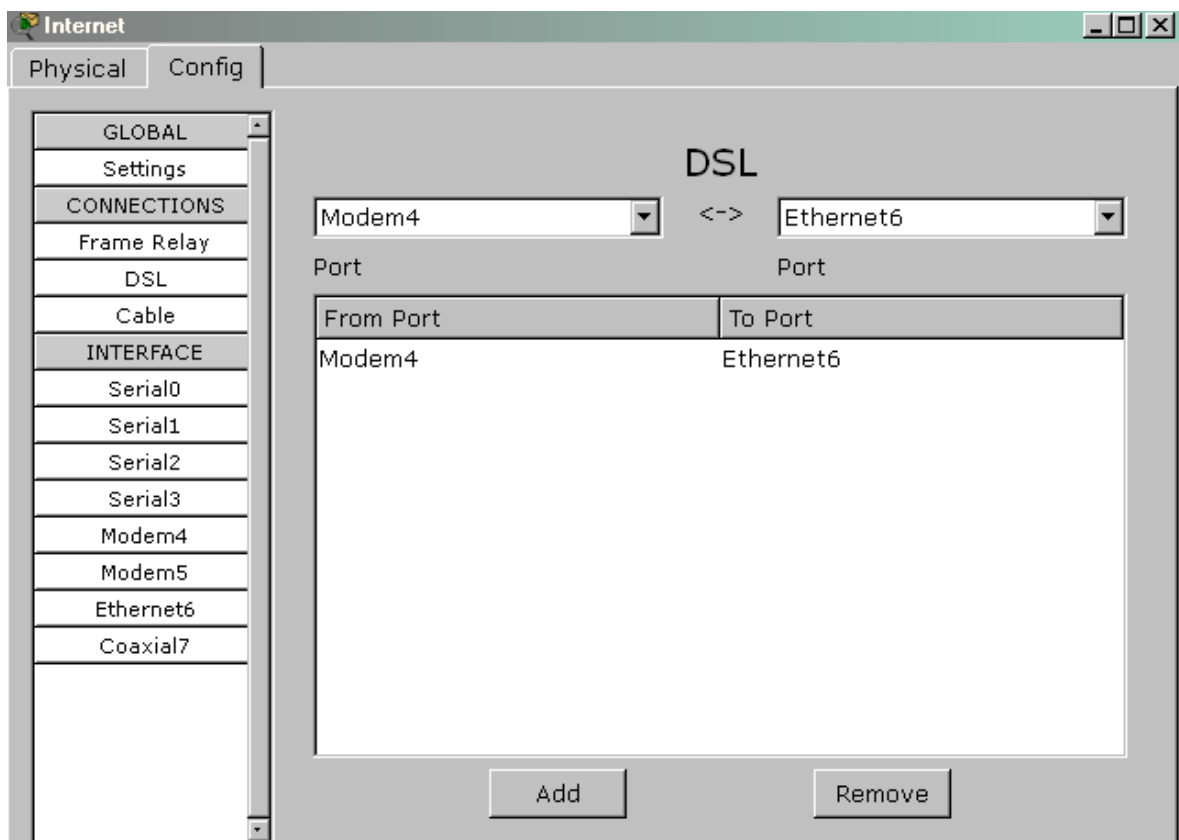 Internet
Physical Config
GLOBAL
Settings
CONNECTIONS
Frame Relay
DSL
Cable
INTERFACE
Serial0
Serial1
Serial2
Serial3
Modem4
Modem5
Ethernet6
Coaxial7
DSL
Modem4 <-> Ethernet6
Port Port
From Port To Port
Modem4 Ethernet6
Add Remove